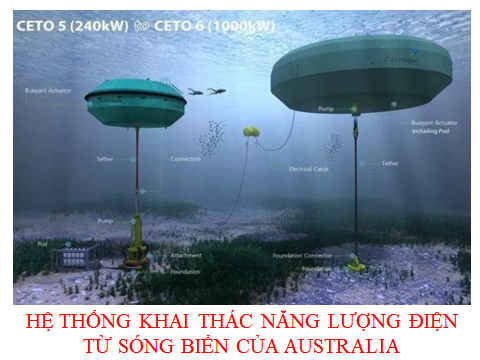 CETO 5 (240kW) to CETO 6 (1000kW)
Buoyant Actuator
Carnegie
Pump
Buoyant Actuator
including Pod
Tether
Connectors
Electrical Cable
Tether
Pump
Pod
Attachment
Foundation
Foundation Connector
Foundation
HỆ THỐNG KHAI THÁC NĂNG LƯỢNG ĐIỆN
TỪ SÓNG BIỂN CỦA AUSTRALIA